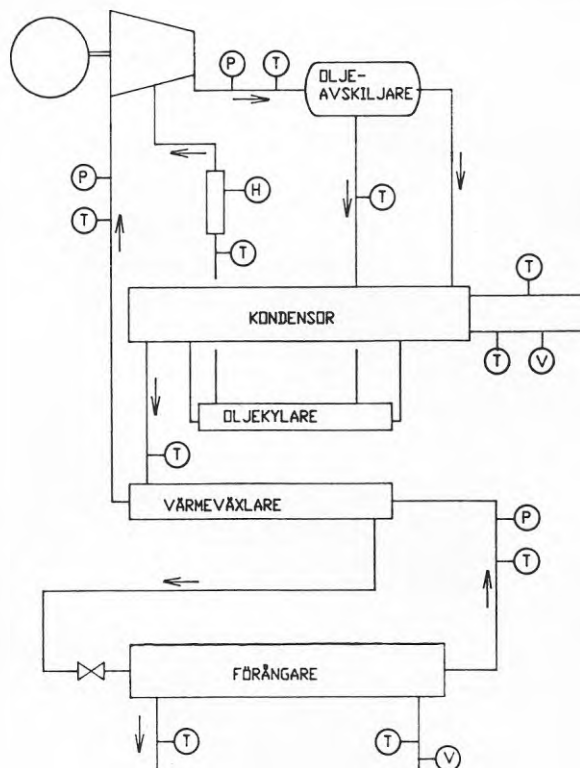 P
T
OLJE-
AVSKILJARE
P
H
T
T
T
T
KONDENSOR
T
V
OLJEKYLARE
T
VÄRMEVÄXLARE
P
T
FÖRÅNGARE
T
T
V